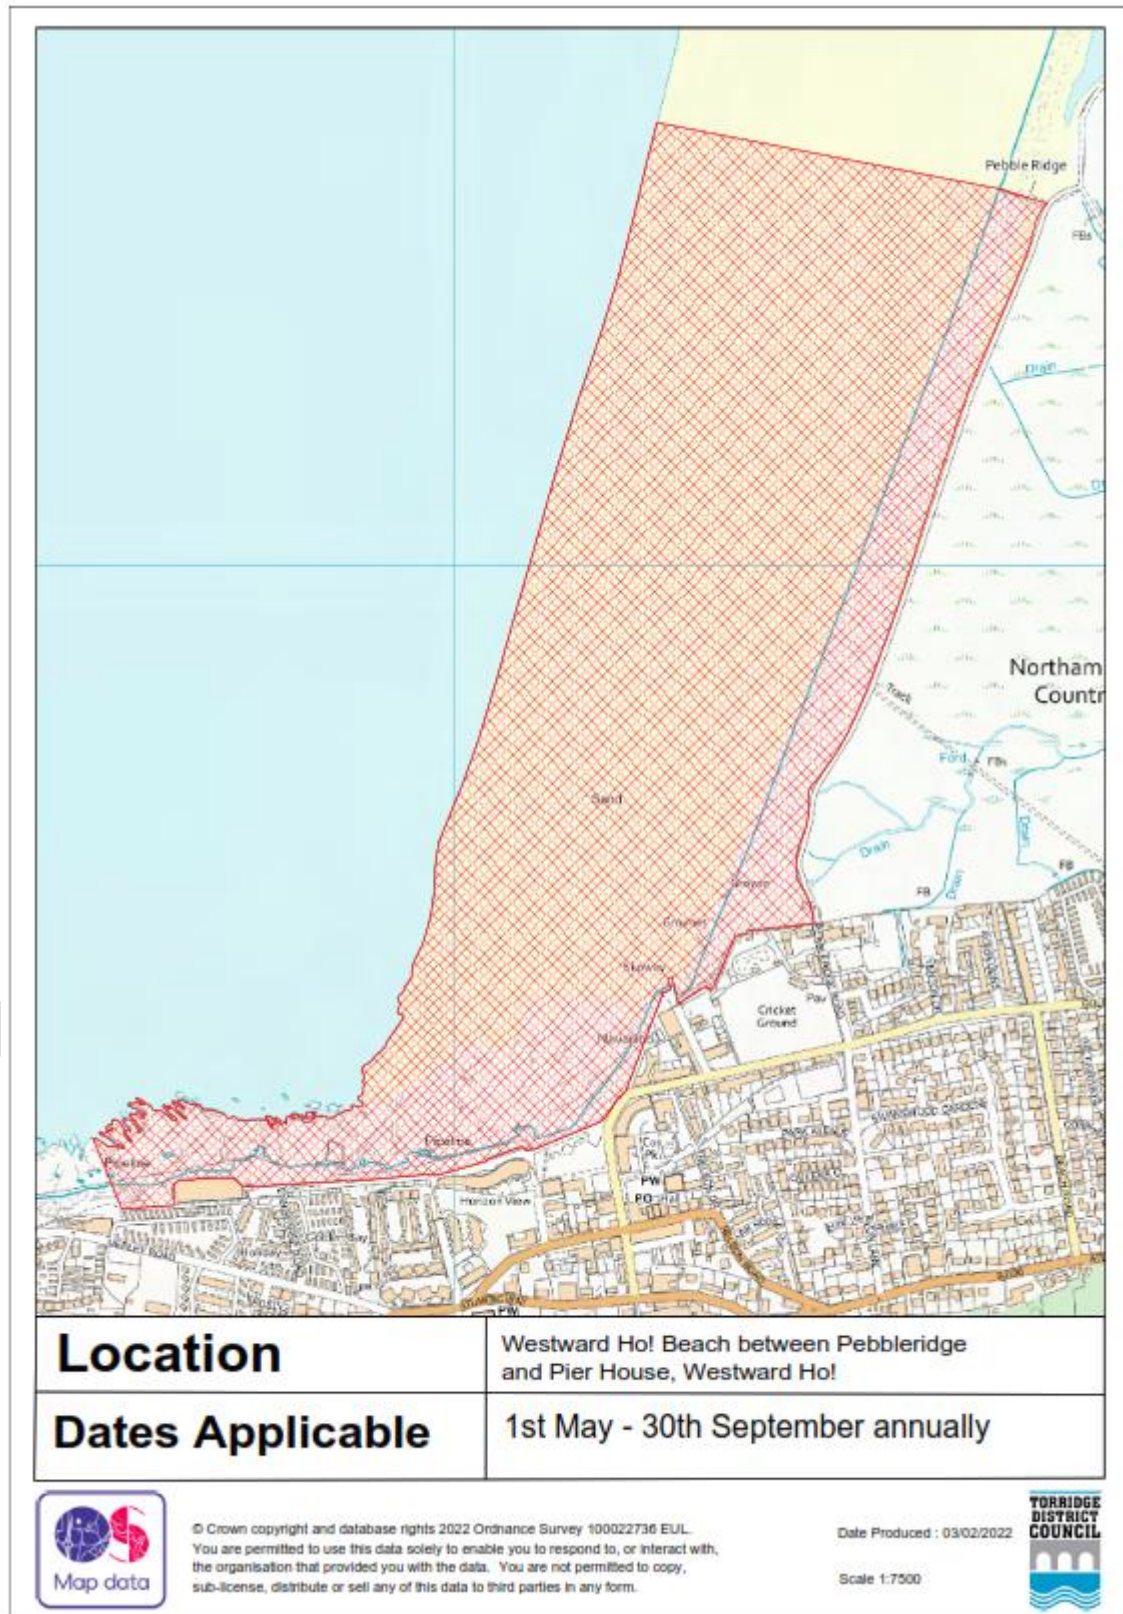 Pebble Ridge
FBs
Drain
Northam
Countr
Track
Ford
FBs
Sand
Drain
Drain
Drain
FB
FB
Groyne
Groynes
Slipway
Pav
Cricket
Ground
Pipeline
Pipeline
Horizon View
PW
PO
PW
Location
Westward Ho! Beach between Pebbleridge
and Pier House, Westward Ho!
Dates Applicable
1st May - 30th September annually
Map data
© Crown copyright and database rights 2022 Ordnance Survey 100022736 EUL.
You are permitted to use this data solely to enable you to respond to, or interact with,
the organisation that provided you with the data. You are not permitted to copy,
sub-license, distribute or sell any of this data to third parties in any form.
Date Produced : 03/02/2022
Scale 1:7500
TORRIDGE
DISTRICT
COUNCIL